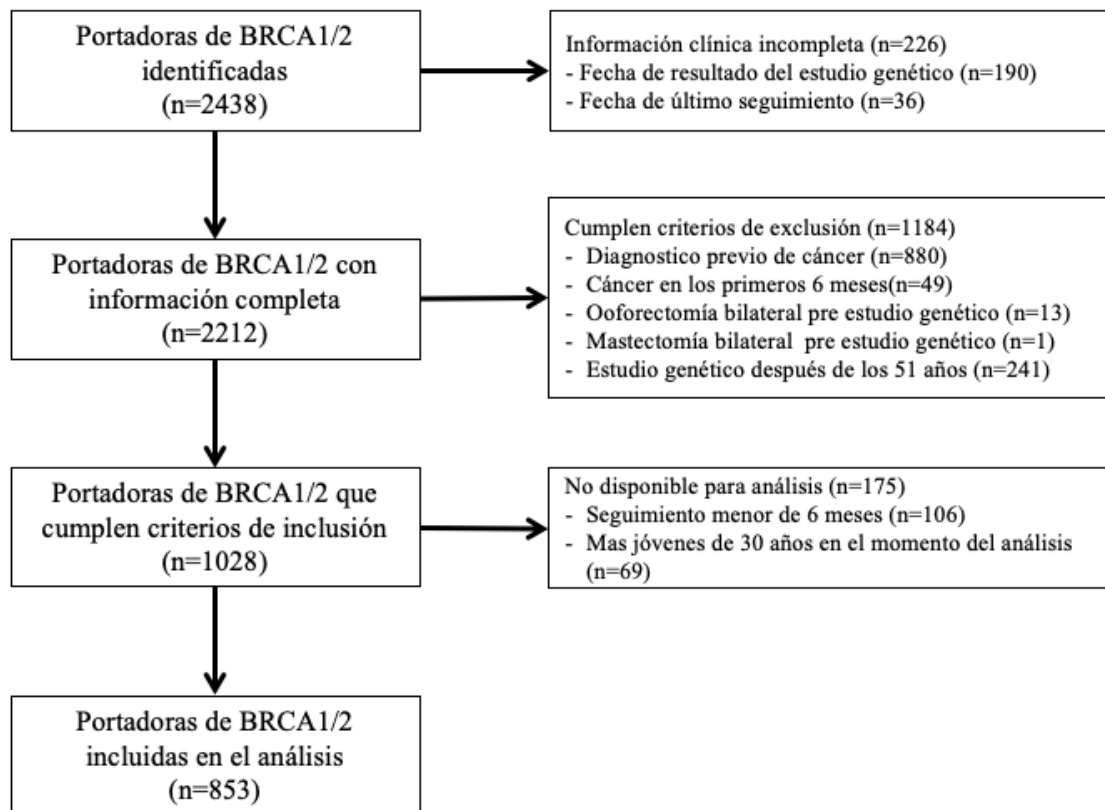 Portadoras de BRCA1/2
identificadas
(n=2438)
Información clínica incompleta (n=226)
- Fecha de resultado del estudio genético (n=190)
- Fecha de último seguimiento (n=36)
Portadoras de BRCA1/2 con
información completa
(n=2212)
Cumplen criterios de exclusión (n=1184)
- Diagnostico previo de cáncer (n=880)
- Cáncer en los primeros 6 meses(n=49)
- Ooforectomía bilateral pre estudio genético (n=13)
- Mastectomía bilateral pre estudio genético (n=1)
- Estudio genético después de los 51 años (n=241)
Portadoras de BRCA1/2 que
cumplen criterios de inclusión
(n=1028)
No disponible para análisis (n=175)
- Seguimiento menor de 6 meses (n=106)
- Mas jóvenes de 30 años en el momento del análisis
(n=69)
Portadoras de BRCA1/2
incluidas en el análisis
(n=853)